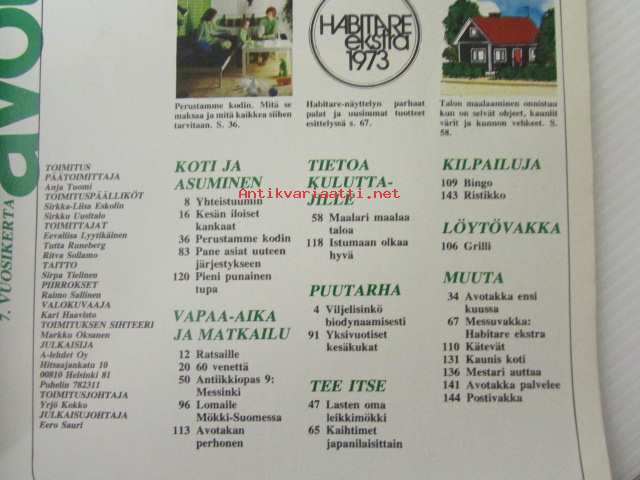 avo
7. VUOSIKERTA
HABITARE
ekstra
1973
Perustamme kodin. Mitä se
maksaa ja mitä kaikkea siihen
tarvitaan. S. 36.
Habitare-näyttelyn parhaat
palat ja uusimmat tuotteet
esittelyssä s. 67.
Talon maalaaminen onnistuu
kun on selvät ohjeet, kauniit
värit ja kunnon vehkeet. S.
58.
TOIMITUS
PÄÄTOIMITTAJA
Anja Tuomi
TOIMITUSPÄÄLLIKÖT
Sirkka-Liisa Eskolin
Sirkku Uusitalo
TOIMITTAJAT
Eevaliisa Lyytikäinen
Tutta Runeberg
Ritva Sollamo
TAITTO
Sirpa Tielinen
PIIRROKSET
Raimo Sallinen
VALOKUVAAJA
Kari Haavisto
TOIMITUKSEN SIHTEERI
Markku Oksanen
JULKAISIJA
A-lehdet Oy
Hitsaajankatu 10
00810 Helsinki 81
Puhelin 782311
TOIMITUSJOHTAJA
Yrjö Kokko
JULKAISUJOHTAJA
Eero Sauri
KOTI JA
ASUMINEN
8 Yhteistuumin
16 Kesän iloiset
kankaat
36 Perustamme kodin
83 Pane asiat uuteen
järjestykseen
120 Pieni punainen
tupa
VAPAA-AIKA
JA MATKAILU
12 Ratsaille
20 60 venettä
50 Antiikkiopas 9:
Messinki
96 Lomaile
Mökki-Suomessa
113 Avotakan
perhonen
TIETOA
KULUTTA-
JILLE
58 Maalari maalaa
taloa
118 Istumaan olkaa
hyvä
PUUTARHA
4 Viljelisinkö
biodynaamisesti
91 Yksivuotiset
kesäkukat
TEE ITSE
47 Lasten oma
leikkimökki
65 Kaihtimet
japanilaisittain
KILPAILUJA
109 Bingo
143 Ristikko
LÖYTÖVAKKA
106 Grilli
MUUTA
34 Avotakka ensi
kuussa
67 Messuvakka:
Habitare ekstra
110 Kätevät
131 Kaunis koti
136 Mestari auttaa
141 Avotakka palvelee
144 Postivakka
Antikvariaatti.net